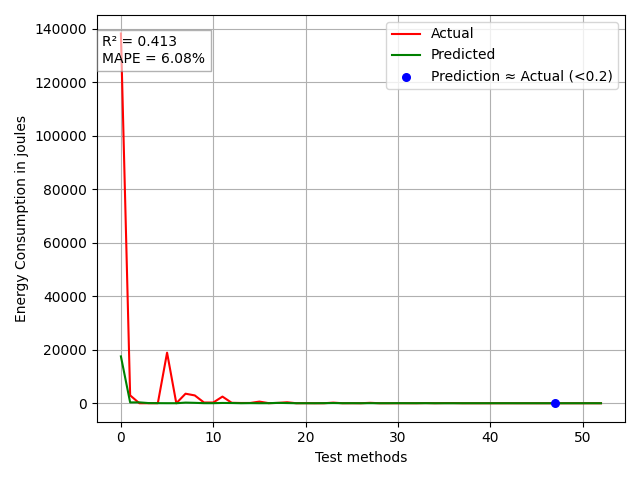 140000
120000
100000
80000
60000
40000
20000
0
Energy Consumption in joules
R² = 0.413
MAPE = 6.08%
Actual
Predicted
Prediction ≈ Actual (<0.2)
0 10 20 30 40 50
Test methods